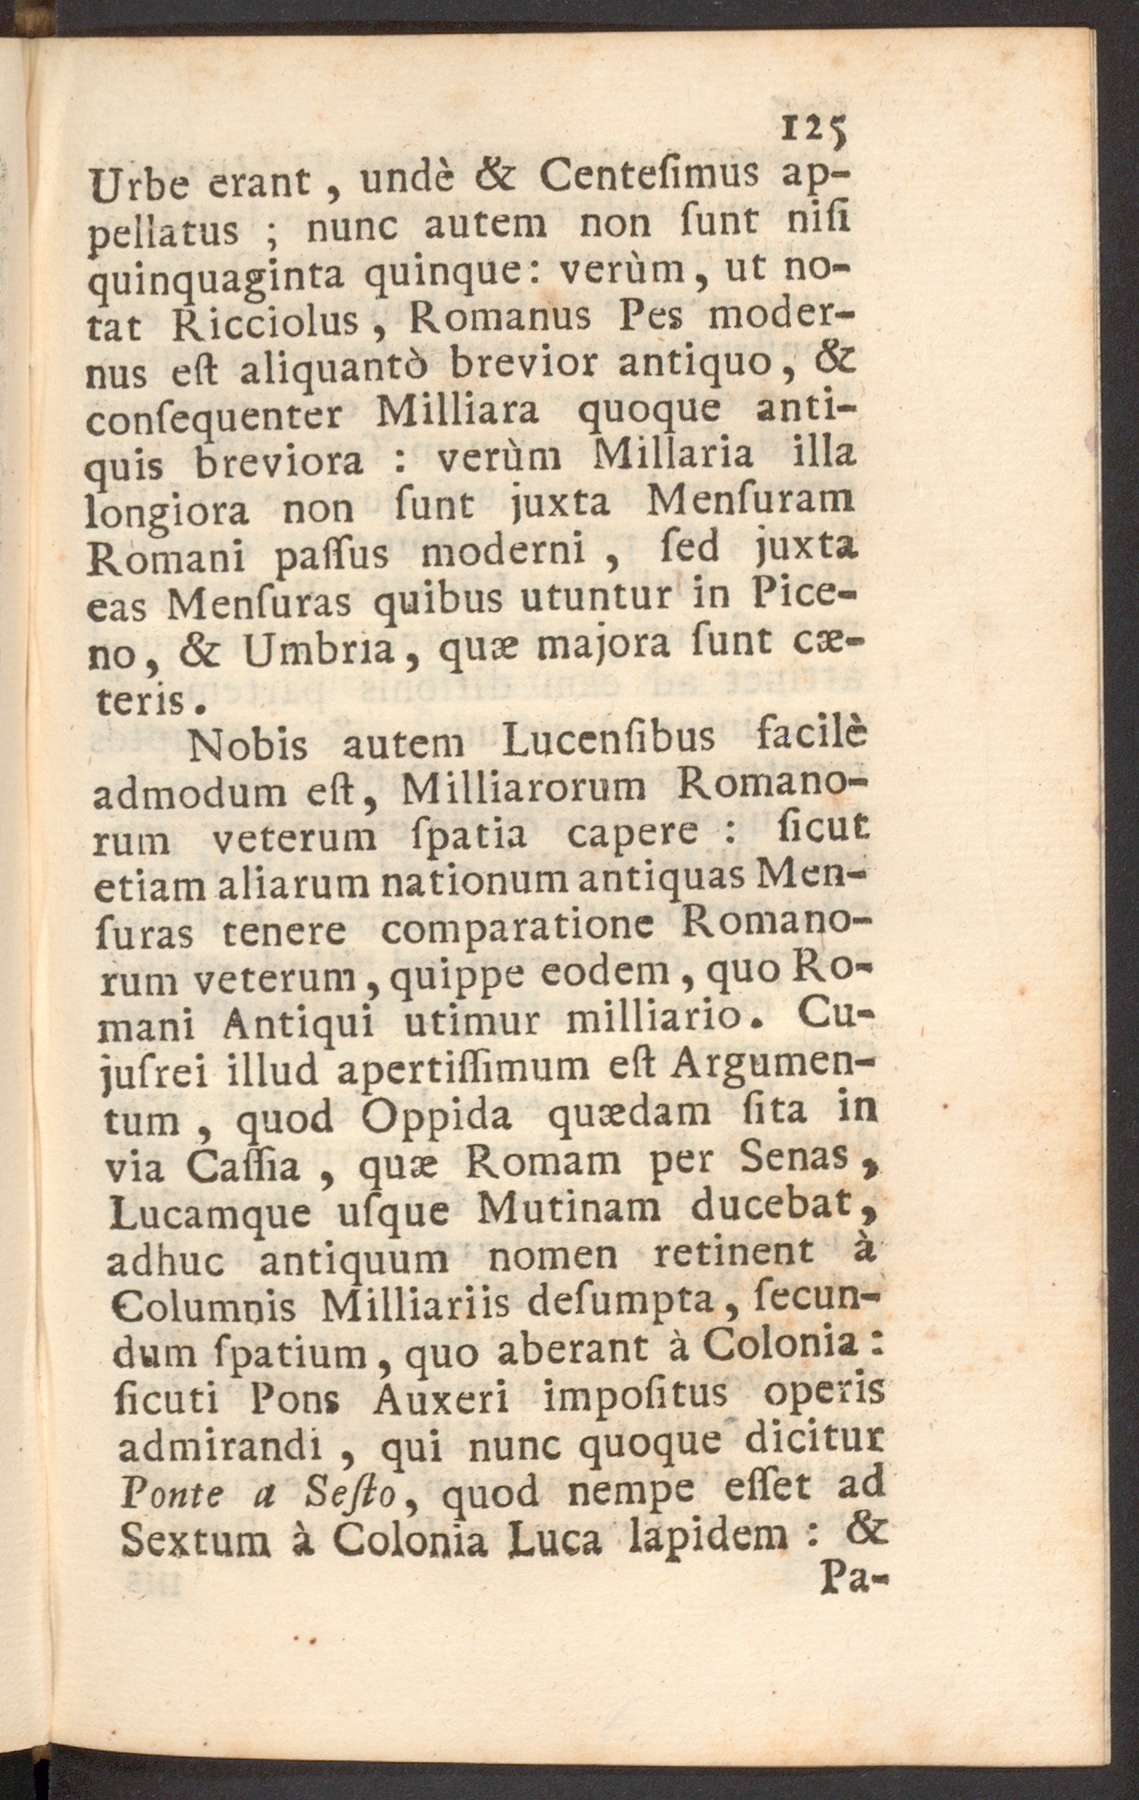 125
Urbe erant , undè & Centeſimus ap-
pellatus ; nunc autem non ſunt niſi
quinquaginta quinque: verùm, ut no-
tat Ricciolus, Romanus Pes moder-
nus eſt aliquantò brevior antiquo, &
conſequenter Milliara quoque anti-
quis breviora : verùm Millaria illa
longiora non ſunt juxta Menſuram
Romani paſſus moderni , ſed juxta
eas Menſuras quibus utuntur in Pice-
no, & Umbria, quæ majora ſunt cæ-
teris.
Nobis autem Lucenſibus facilè
admodum eſt, Milliarorum Romano-
rum veterum ſpatia capere : ſicut
etiam aliarum nationum antiquas Men-
ſuras tenere comparatione Romano-
rum veterum, quippe eodem, quo Ro-
mani Antiqui utimur milliario. Cu-
juſrei illud apertiſſimum eſt Argumen-
tum , quod Oppida quædam ſita in
via Caſſia , quæ Romam per Senas,
Lucamque uſque Mutinam ducebat,
adhuc antiquum nomen retinent à
Columnis Milliariis deſumpta, ſecun-
dum ſpatium, quo aberant à Colonia:
ſicuti Pons Auxeri impoſitus operis
admirandi , qui nunc quoque dicitur
Ponte a Seſto, quod nempe eſſet ad
Sextum à Colonia Luca lapidem : &
Pa-